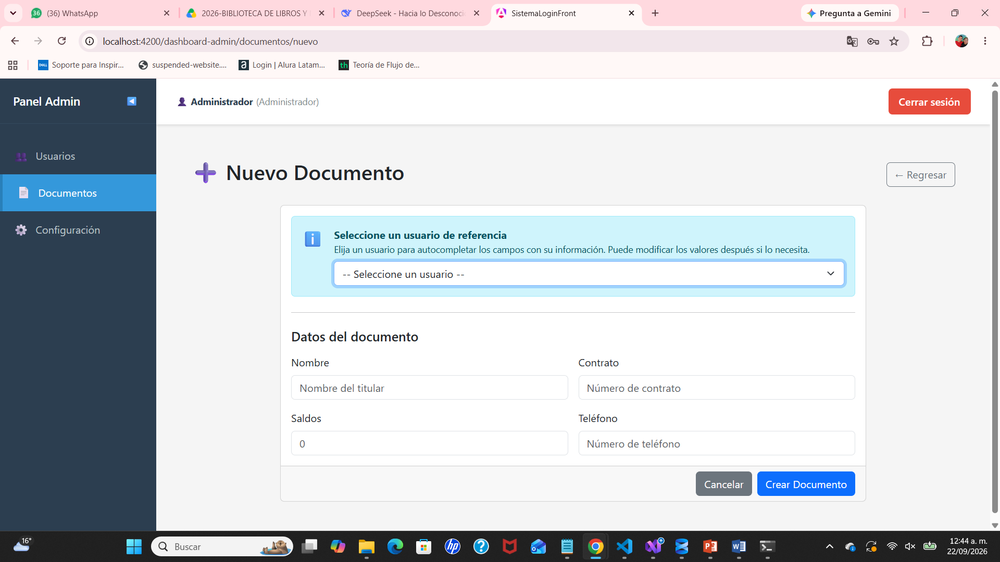 36
(36) WhatsApp
2026-BIBLIOTECA DE LIBROS Y
DeepSeek - Hacia lo Desconoci
SistemaLoginFront
Pregunta a Gemini
localhost:4200/dashboard-admin/documentos/nuevo
Soporte para Inspir...
suspended-website....
Login | Alura Latam...
th
Teoría de Flujo de...
Panel Admin
Administrador (Administrador)
Cerrar sesión
Usuarios
Documentos
Configuración
Nuevo Documento
← Regresar
Seleccione un usuario de referencia
Elija un usuario para autocompletar los campos con su información. Puede modificar los valores después si lo necesita.
-- Seleccione un usuario --
Datos del documento
Nombre
Contrato
Nombre del titular
Número de contrato
Saldos
Teléfono
0
Número de teléfono
Cancelar
Crear Documento
16°
Buscar
12:44 a. m.
22/09/2026